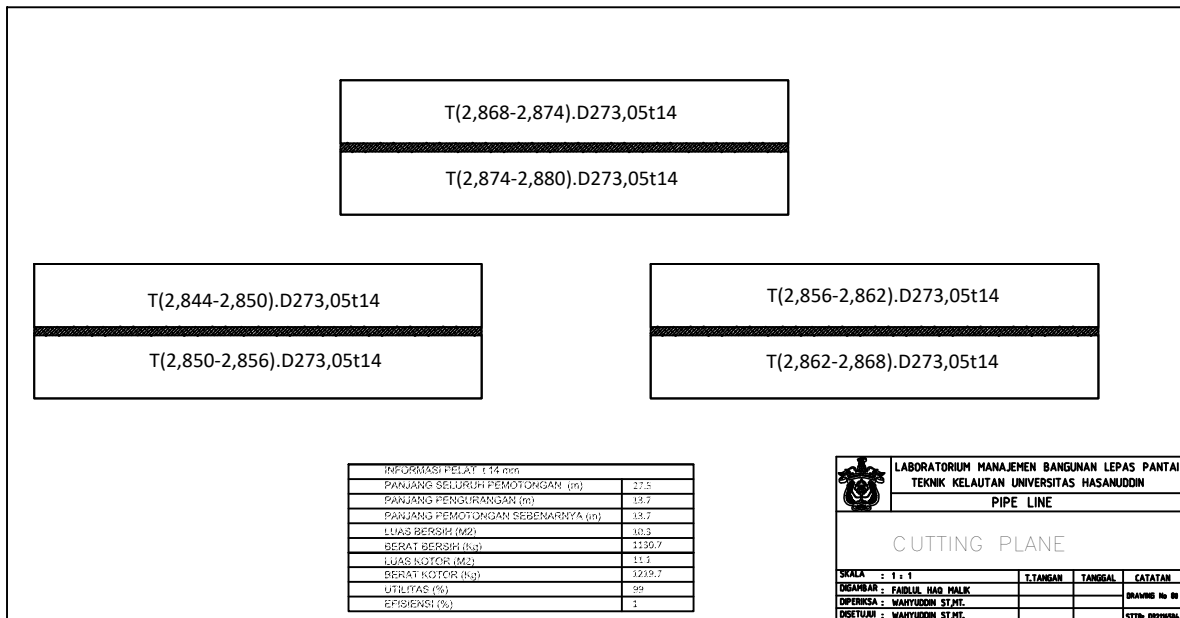 T(2,868-2,874).D273,05t14
T(2,874-2,880).D273,05t14
T(2,844-2,850).D273,05t14
T(2,850-2,856).D273,05t14
T(2,856-2,862).D273,05t14
T(2,862-2,868).D273,05t14
INFORMASI PELAT t 14 mm
PANJANG SELURUH PEMOTONGAN (m)
PANJANG PENGURANGAN (m) 13.7
PANJANG PEMOTONGAN SEBENARNYA (m) 13.7
LUAS BERSIH (M2)
BERAT BERSIH (Kg)
LUAS KOTOR (M2) 11.1
BERAT KOTOR (Kg)
UTILITAS (%) 99
EFISIENSI (%) 1
LABORATORIUM MANAJEMEN BANGUNAN LEPAS PANTAI
TEKNIK KELAUTAN UNIVERSITAS HASANUDDIN
PIPE LINE
CUTTING PLANE
SKALA : 1 : 1 T.TANGAN TANGGAL CATATAN
DIGAMBAR : FAIDLUL HAQ MALIK
DIPERIKSA : WAHYUDDIN ST,MT. DRAWING No
DISETUJUI : WAHYUDDIN ST,MT.